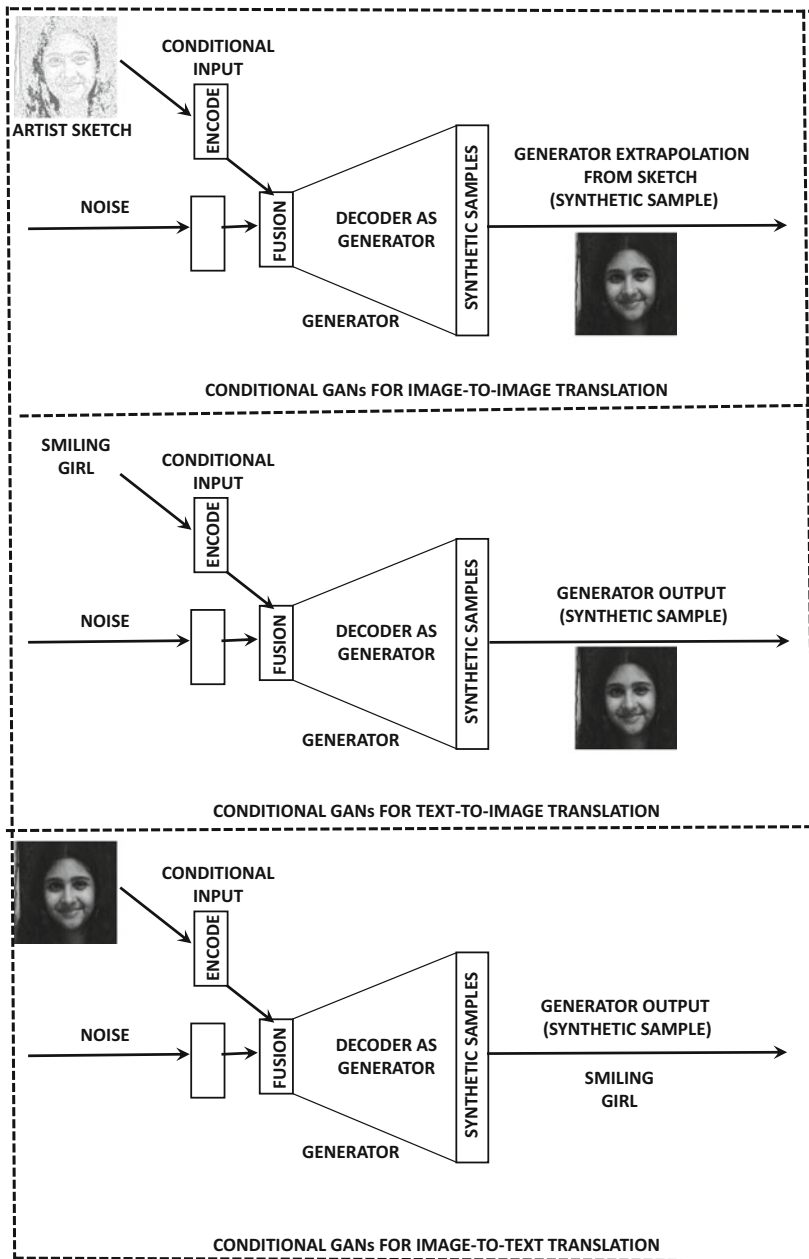 CONDITIONAL
INPUT
ENCODE
ARTIST SKETCH
NOISE
FUSION
DECODER AS
GENERATOR
SYNTHETIC SAMPLES
GENERATOR EXTRAPOLATION
FROM SKETCH
(SYNTHETIC SAMPLE)
GENERATOR
CONDITIONAL GANs FOR IMAGE-TO-IMAGE TRANSLATION
SMILING
GIRL
CONDITIONAL
INPUT
ENCODE
NOISE
FUSION
DECODER AS
GENERATOR
SYNTHETIC SAMPLES
GENERATOR OUTPUT
(SYNTHETIC SAMPLE)
GENERATOR
CONDITIONAL GANs FOR TEXT-TO-IMAGE TRANSLATION
CONDITIONAL
INPUT
ENCODE
NOISE
FUSION
DECODER AS
GENERATOR
SYNTHETIC SAMPLES
GENERATOR OUTPUT
(SYNTHETIC SAMPLE)
SMILING
GIRL
GENERATOR
CONDITIONAL GANs FOR IMAGE-TO-TEXT TRANSLATION